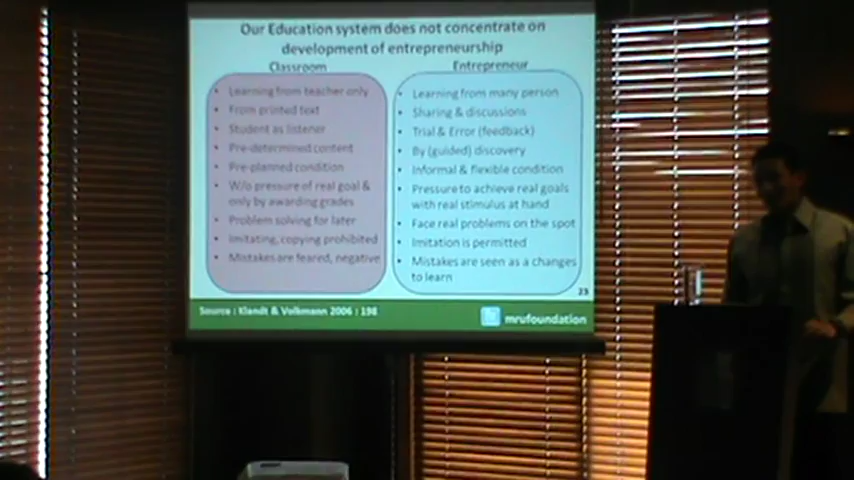 Our Education system does not concentrate on
development of entrepreneurship
Classroom
• Learning from teacher only
• From printed text
• Student as listener
• Pre-determined content
• Pre-planned condition
• W/o pressure of real goal &
only by awarding grades
• Problem solving for later
• Imitating, copying prohibited
• Mistakes are feared, negative
Entrepreneur
• Learning from many person
• Sharing & discussions
• Trial & Error (feedback)
• By (guided) discovery
• Informal & flexible condition
• Pressure to achieve real goals
with real stimulus at hand
• Face real problems on the spot
• Imitation is permitted
• Mistakes are seen as a changes
to learn
23
Source : Klandt & Volkmann 2006 : 198
mrufoundation